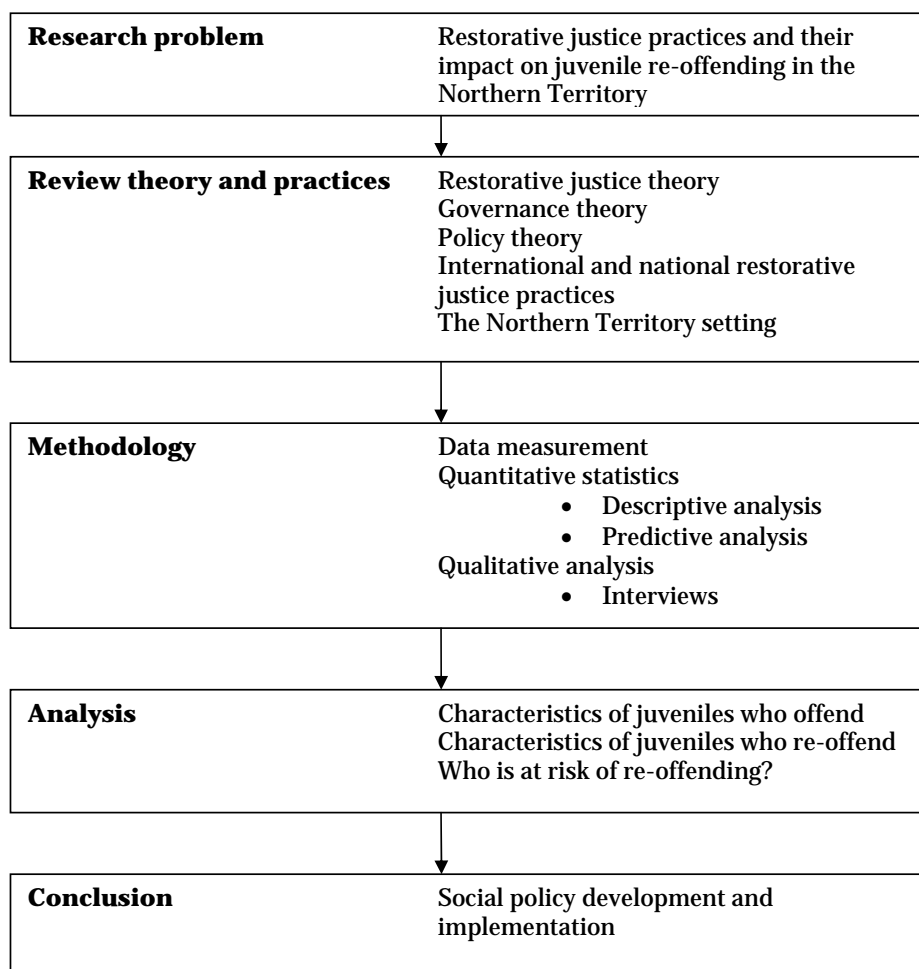 Research problem Restorative justice practices and their
impact on juvenile re-offending in the
Northern Territory
Review theory and practices Restorative justice theory
Governance theory
Policy theory
International and national restorative
justice practices
The Northern Territory setting
Methodology Data measurement
Quantitative statistics
• Descriptive analysis
• Predictive analysis
Qualitative analysis
• Interviews
Analysis Characteristics of juveniles who offend
Characteristics of juveniles who re-offend
Who is at risk of re-offending?
Conclusion Social policy development and
implementation